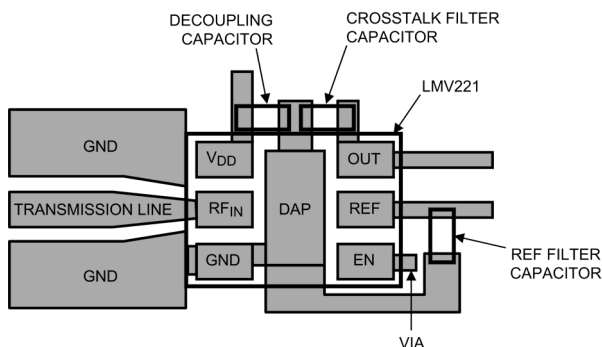 DECOUPLING
CAPACITOR
CROSSTALK FILTER
CAPACITOR
LMV221
GND
VDD
OUT
TRANSMISSION LINE
RFIN
DAP
REF
GND
GND
EN
REF FILTER
CAPACITOR
VIA